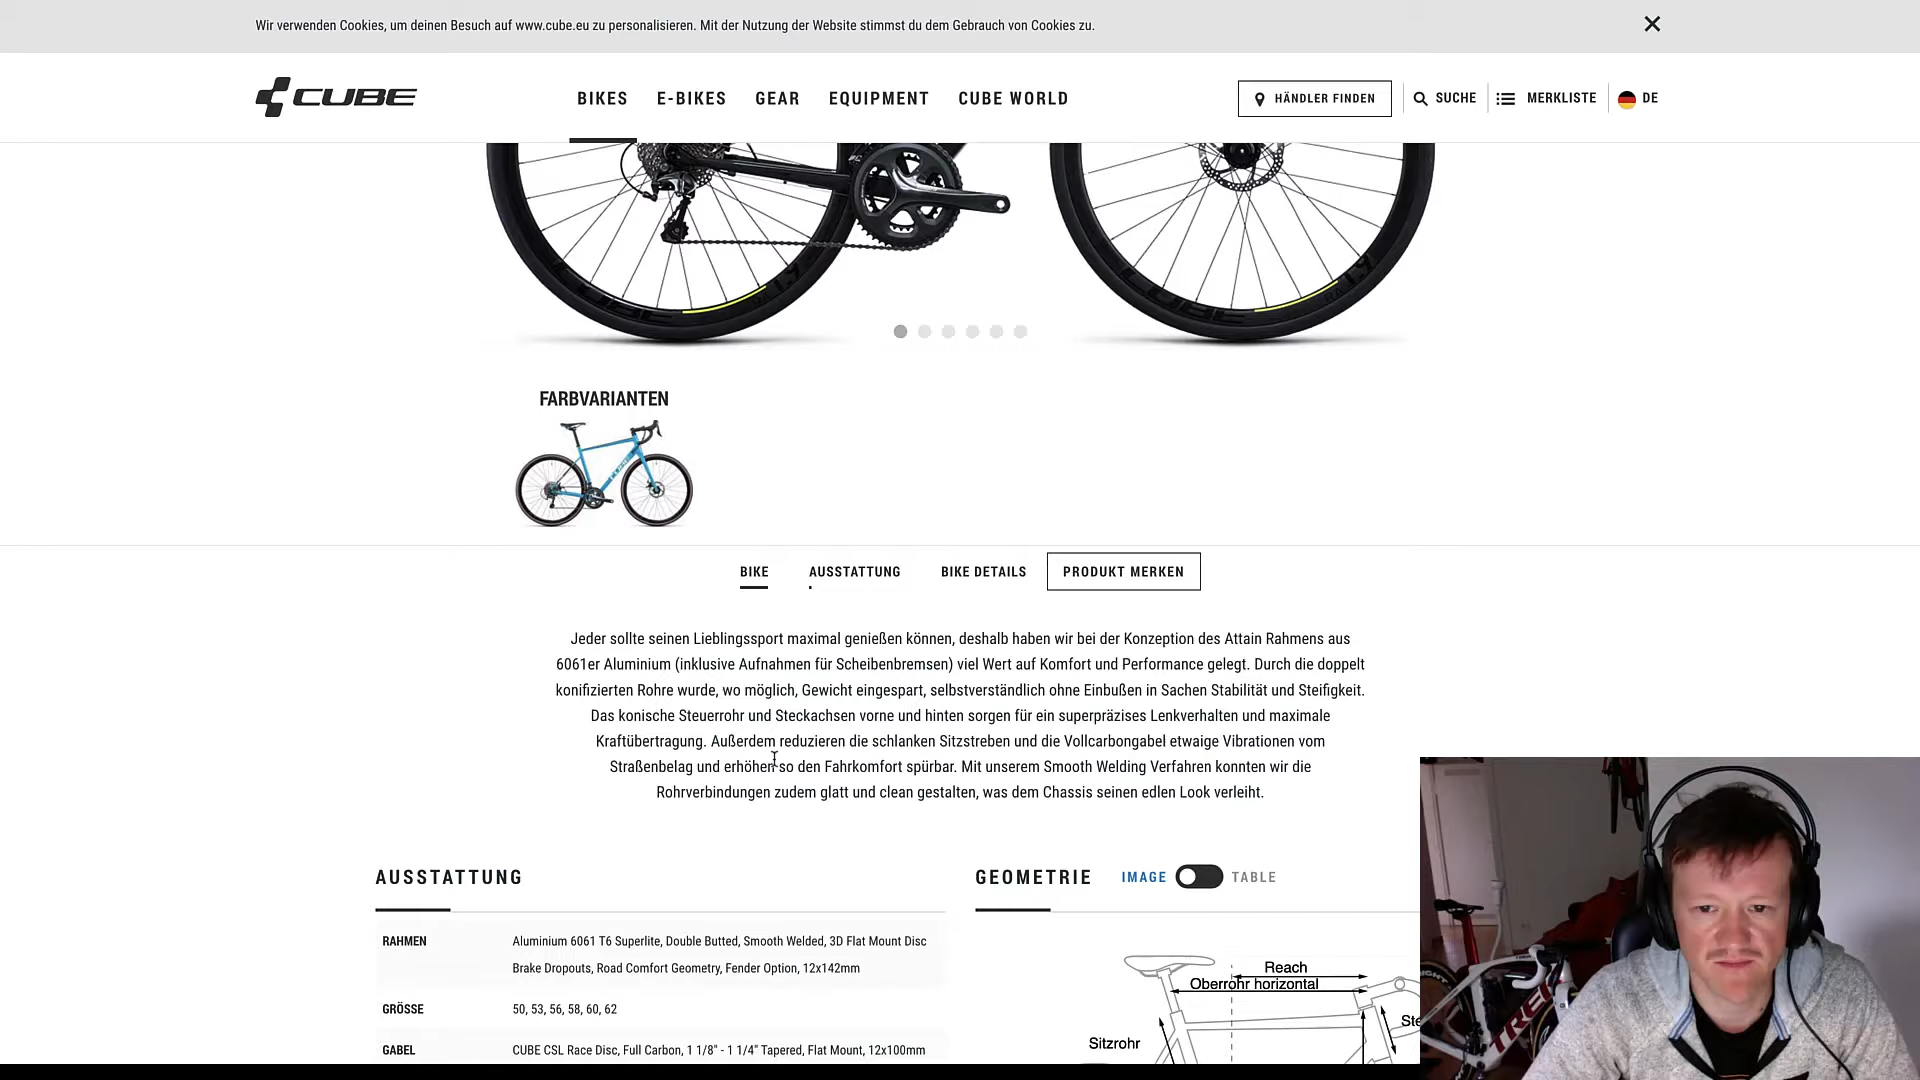 Wir verwenden Cookies, um deinen Besuch auf www.cube.eu zu personalisieren. Mit der Nutzung der Website stimmst du dem Gebrauch von Cookies zu.
CUBE
BIKES
E-BIKES
GEAR
EQUIPMENT
CUBE WORLD
HÄNDLER FINDEN
SUCHE
MERKLISTE
DE
CUBE
CUBE
FARBVARIANTEN
BIKE
AUSSTATTUNG
BIKE DETAILS
PRODUKT MERKEN
Jeder sollte seinen Lieblingssport maximal genießen können, deshalb haben wir bei der Konzeption des Attain Rahmens aus
6061er Aluminium (inklusive Aufnahmen für Scheibenbremsen) viel Wert auf Komfort und Performance gelegt. Durch die doppelt
konifizierten Rohre wurde, wo möglich, Gewicht eingespart, selbstverständlich ohne Einbußen in Sachen Stabilität und Steifigkeit.
Das konische Steuerrohr und Steckachsen vorne und hinten sorgen für ein superpräzises Lenkverhalten und maximale
Kraftübertragung. Außerdem reduzieren die schlanken Sitzstreben und die Vollcarbongabel etwaige Vibrationen vom
Straßenbelag und erhöhen so den Fahrkomfort spürbar. Mit unserem Smooth Welding Verfahren konnten wir die
Rohrverbindungen zudem glatt und clean gestalten, was dem Chassis seinen edlen Look verleiht.
AUSSTATTUNG
RAHMEN
Aluminium 6061 T6 Superlite, Double Butted, Smooth Welded, 3D Flat Mount Disc
Brake Dropouts, Road Comfort Geometry, Fender Option, 12x142mm
GRÖSSE
50, 53, 56, 58, 60, 62
GABEL
CUBE CSL Race Disc, Full Carbon, 1 1/8" - 1 1/4" Tapered, Flat Mount, 12x100mm
GEOMETRIE
IMAGE
TABLE
Reach
Oberrohr horizontal
Ste
Sitzrohr
TREK